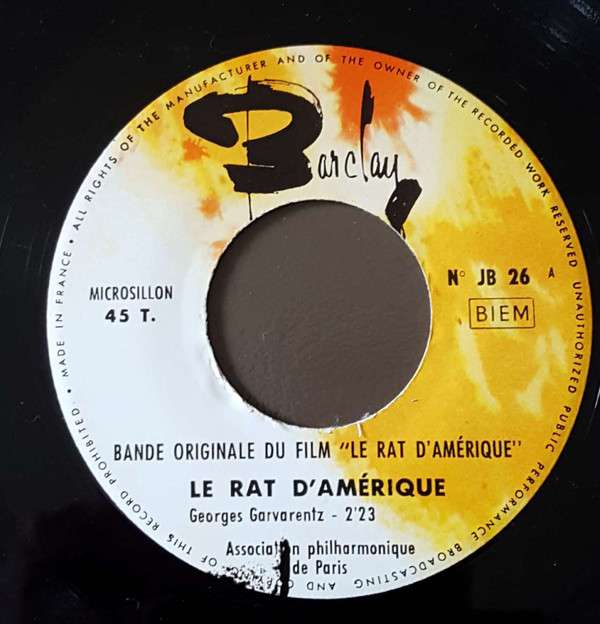 ALL RIGHTS OF THE MANUFACTURER AND OF THE OWNER OF THE RECORDED WORK RESERVED UNAUTHORIZED PUBLIC PERFORMANCE BROADCASTING AND OF THIS RECORD PROHIBITED • MADE IN FRANCE •
Barclay
MICROSILLON
45 T.
N° JB 26 A
BIEM
BANDE ORIGINALE DU FILM "LE RAT D'AMÉRIQUE"
LE RAT D'AMÉRIQUE
Georges Garvarentz - 2'23
Association philharmonique
de Paris